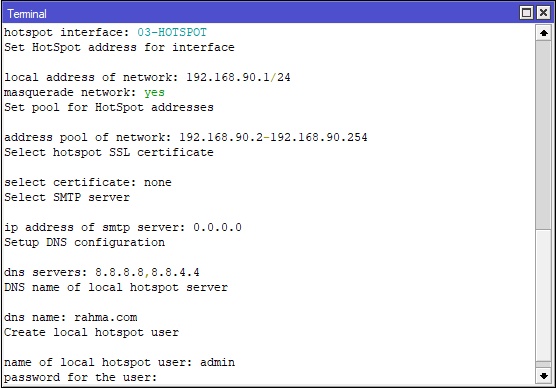 Terminal
hotspot interface: 03-HOTSPOT
Set HotSpot address for interface
local address of network: 192.168.90.1/24
masquerade network: yes
Set pool for HotSpot addresses
address pool of network: 192.168.90.2-192.168.90.254
Select hotspot SSL certificate
select certificate: none
Select SMTP server
ip address of smtp server: 0.0.0.0
Setup DNS configuration
dns servers: 8.8.8.8,8.8.4.4
DNS name of local hotspot server
dns name: rahma.com
Create local hotspot user
name of local hotspot user: admin
password for the user: